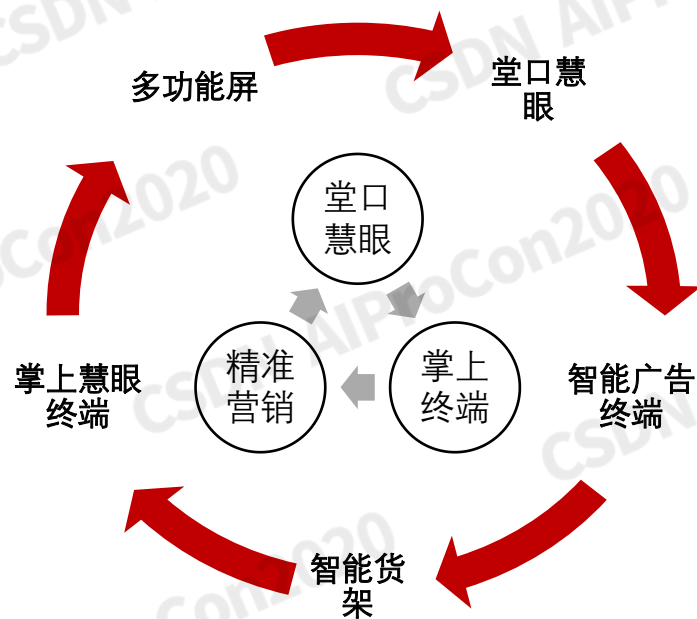 CSDN AIProCon2020
多功能屏
堂口慧
眼
堂口
慧眼
精准
营销
掌上
终端
掌上慧眼
终端
智能广告
终端
智能货
架